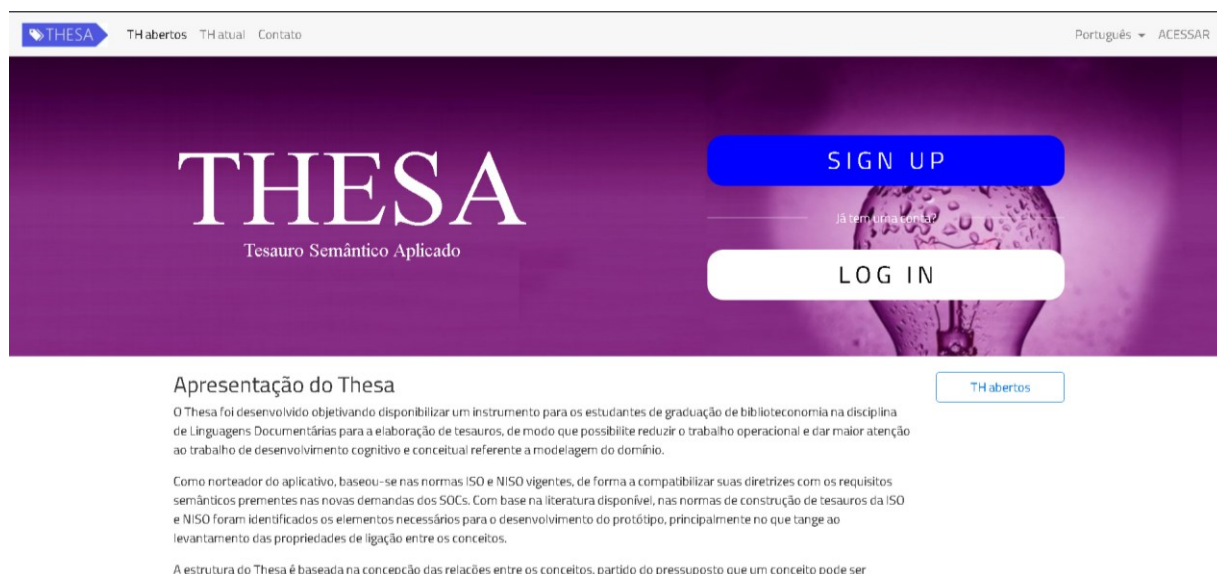 THESA TH abertos TH atual Contato Português ACESSAR
THESA
Tesauro Semântico Aplicado
SIGN UP
Já tem uma conta?
LOG IN
Apresentação do Thesa
TH abertos
O Thesa foi desenvolvido objetivando disponibilizar um instrumento para os estudantes de graduação de biblioteconomia na disciplina
de Linguagens Documentárias para a elaboração de tesauros, de modo que possibilite reduzir o trabalho operacional e dar maior atenção
ao trabalho de desenvolvimento cognitivo e conceitual referente a modelagem do domínio.
Como norteador do aplicativo, baseou-se nas normas ISO e NISO vigentes, de forma a compatibilizar suas diretrizes com os requisitos
semânticos prementes nas novas demandas dos SOCs. Com base na literatura disponível, nas normas de construção de tesauros da ISO
e NISO foram identificados os elementos necessários para o desenvolvimento do protótipo, principalmente no que tange ao
levantamento das propriedades de ligação entre os conceitos.
A estrutura do Thesa é baseada na concepção das relações entre os conceitos, partido do pressuposto que um conceito pode ser